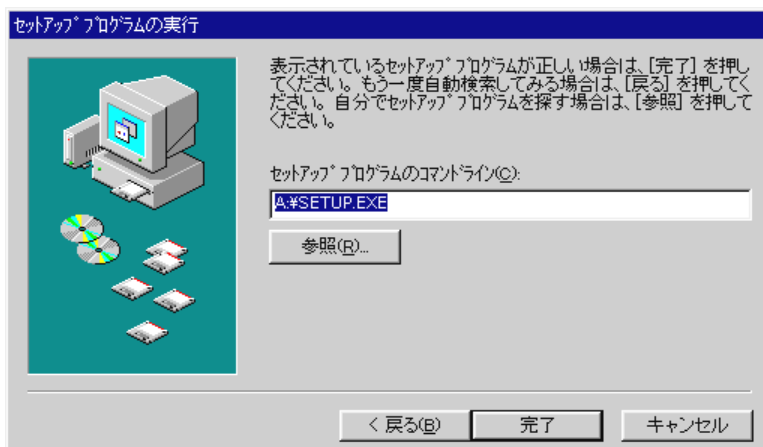 セットアップ プログラムの実行
表示されているセットアップ プログラムが正しい場合は、[完了] を押し
てください。もう一度自動検索してみる場合は、[戻る] を押してく
ださい。自分でセットアップ プログラムを探す場合は、[参照] を押して
ください。
セットアップ プログラムのコマンドライン(C):
A:¥SETUP.EXE
参照(R)...
< 戻る(B)
完了
キャンセル